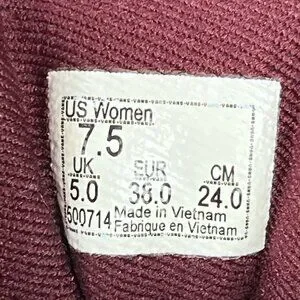 US Women
7.5
UK EUR CM
5.0 38.0 24.0
500714 Made in Vietnam
Fabriqué en Vietnam